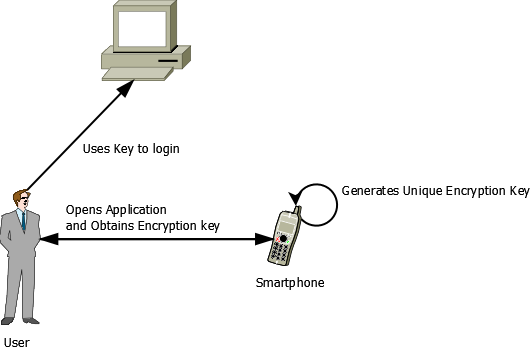 Uses Key to login
Generates Unique Encryption Key
Opens Application
and Obtains Encryption key
Smartphone
User